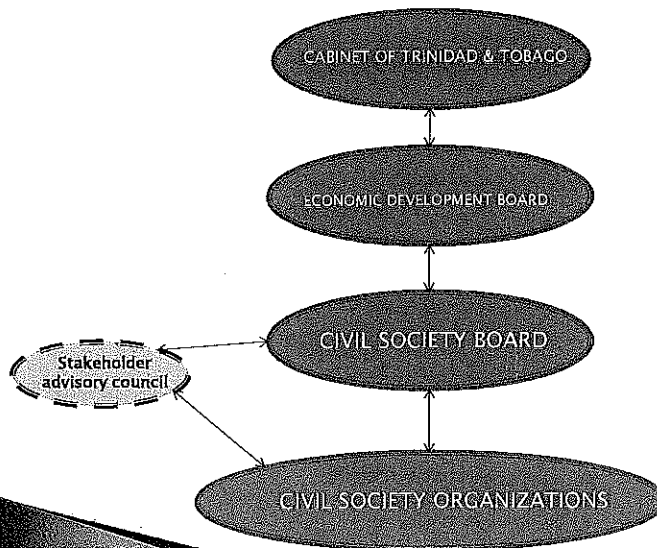 CABINET OF TRINIDAD & TOBAGO
ECONOMIC DEVELOPMENT BOARD
CIVIL SOCIETY BOARD
Stakeholder
advisory council
CIVIL SOCIETY ORGANIZATIONS